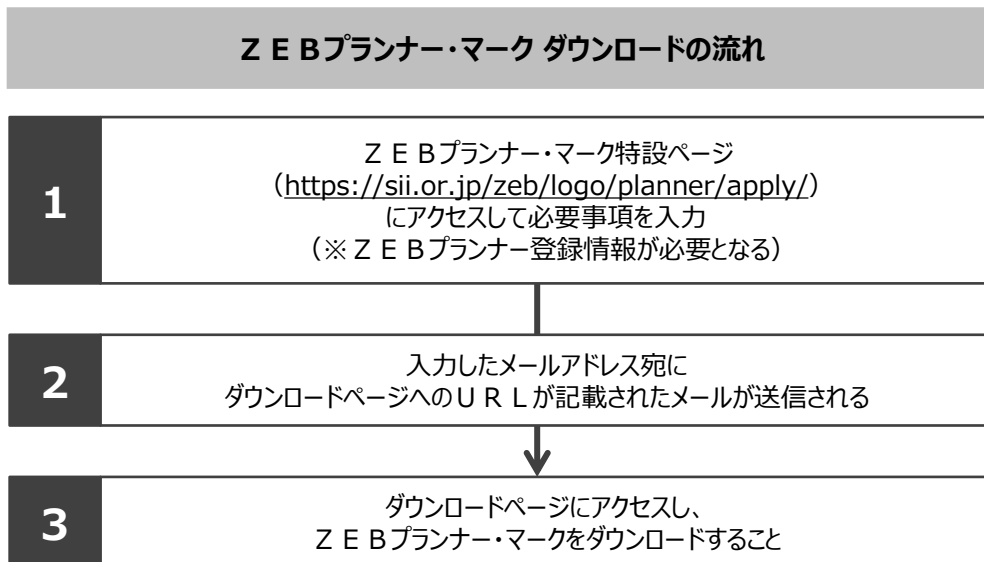 ＺＥＢプランナー・マーク ダウンロードの流れ
1
ＺＥＢプランナー・マーク特設ページ
（https://sii.or.jp/zeb/logo/planner/apply/）
にアクセスして必要事項を入力
（※ＺＥＢプランナー登録情報が必要となる）
2
入力したメールアドレス宛に
ダウンロードページへのＵＲＬが記載されたメールが送信される
3
ダウンロードページにアクセスし、
ＺＥＢプランナー・マークをダウンロードすること